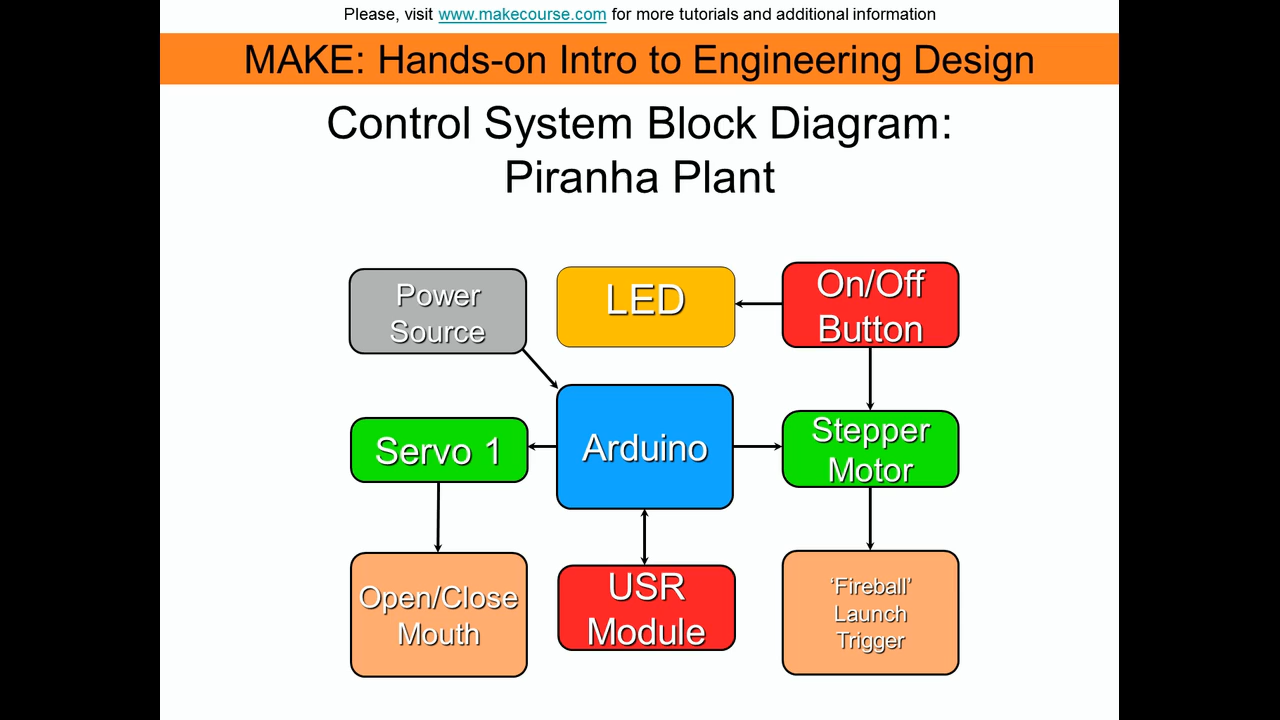 Please, visit www.makecourse.com for more tutorials and additional information
MAKE: Hands-on Intro to Engineering Design
Control System Block Diagram:
Piranha Plant
Power
Source
LED
On/Off
Button
Servo 1
Arduino
Stepper
Motor
Open/Close
Mouth
USR
Module
‘Fireball’
Launch
Trigger